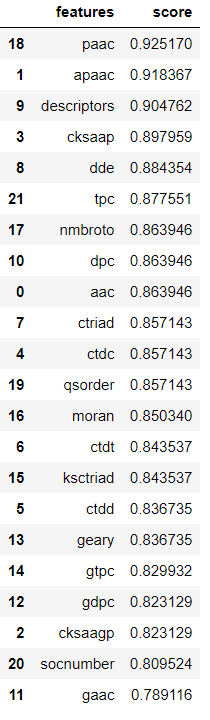 features score
18 paac 0.925170
1 apaac 0.918367
9 descriptors 0.904762
3 cksaap 0.897959
8 dde 0.884354
21 tpc 0.877551
17 nmbroto 0.863946
10 dpc 0.863946
0 aac 0.863946
7 ctriad 0.857143
4 ctdc 0.857143
19 qsorder 0.857143
16 moran 0.850340
6 ctdt 0.843537
15 ksctriad 0.843537
5 ctdd 0.836735
13 geary 0.836735
14 gtpc 0.829932
12 gdpc 0.823129
2 cksaagp 0.823129
20 socnumber 0.809524
11 gaac 0.789116